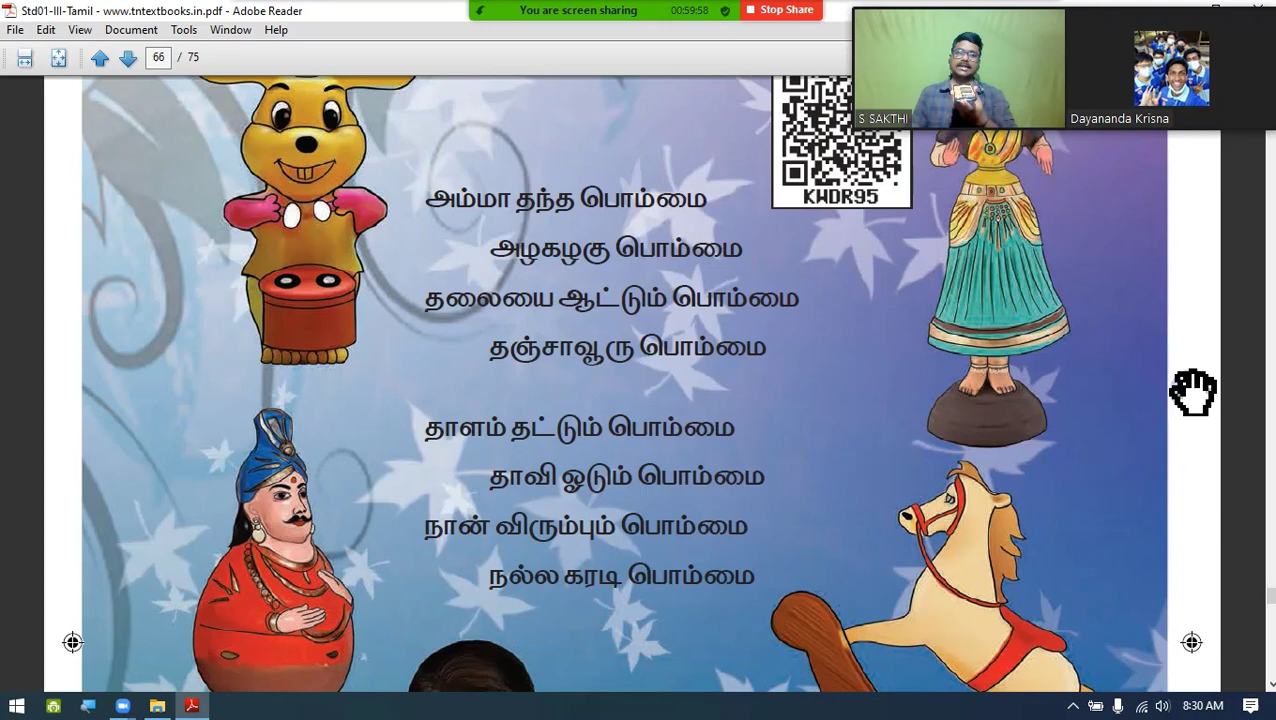 Std01-III-Tamil - www.tntextbooks.in.pdf - Adobe Reader
You are screen sharing
00:59:58
Stop Share
File Edit View Document Tools Window Help
66 / 75
S SAKTHI
Dayananda Krisna
KWDR95
அம்மா தந்த பொம்மை
அழகழகு பொம்மை
தலையை ஆட்டும் பொம்மை
தஞ்சாவூரு பொம்மை
தாளம் தட்டும் பொம்மை
தாவி ஓடும் பொம்மை
நான் விரும்பும் பொம்மை
நல்ல கரடி பொம்மை
8:30 AM